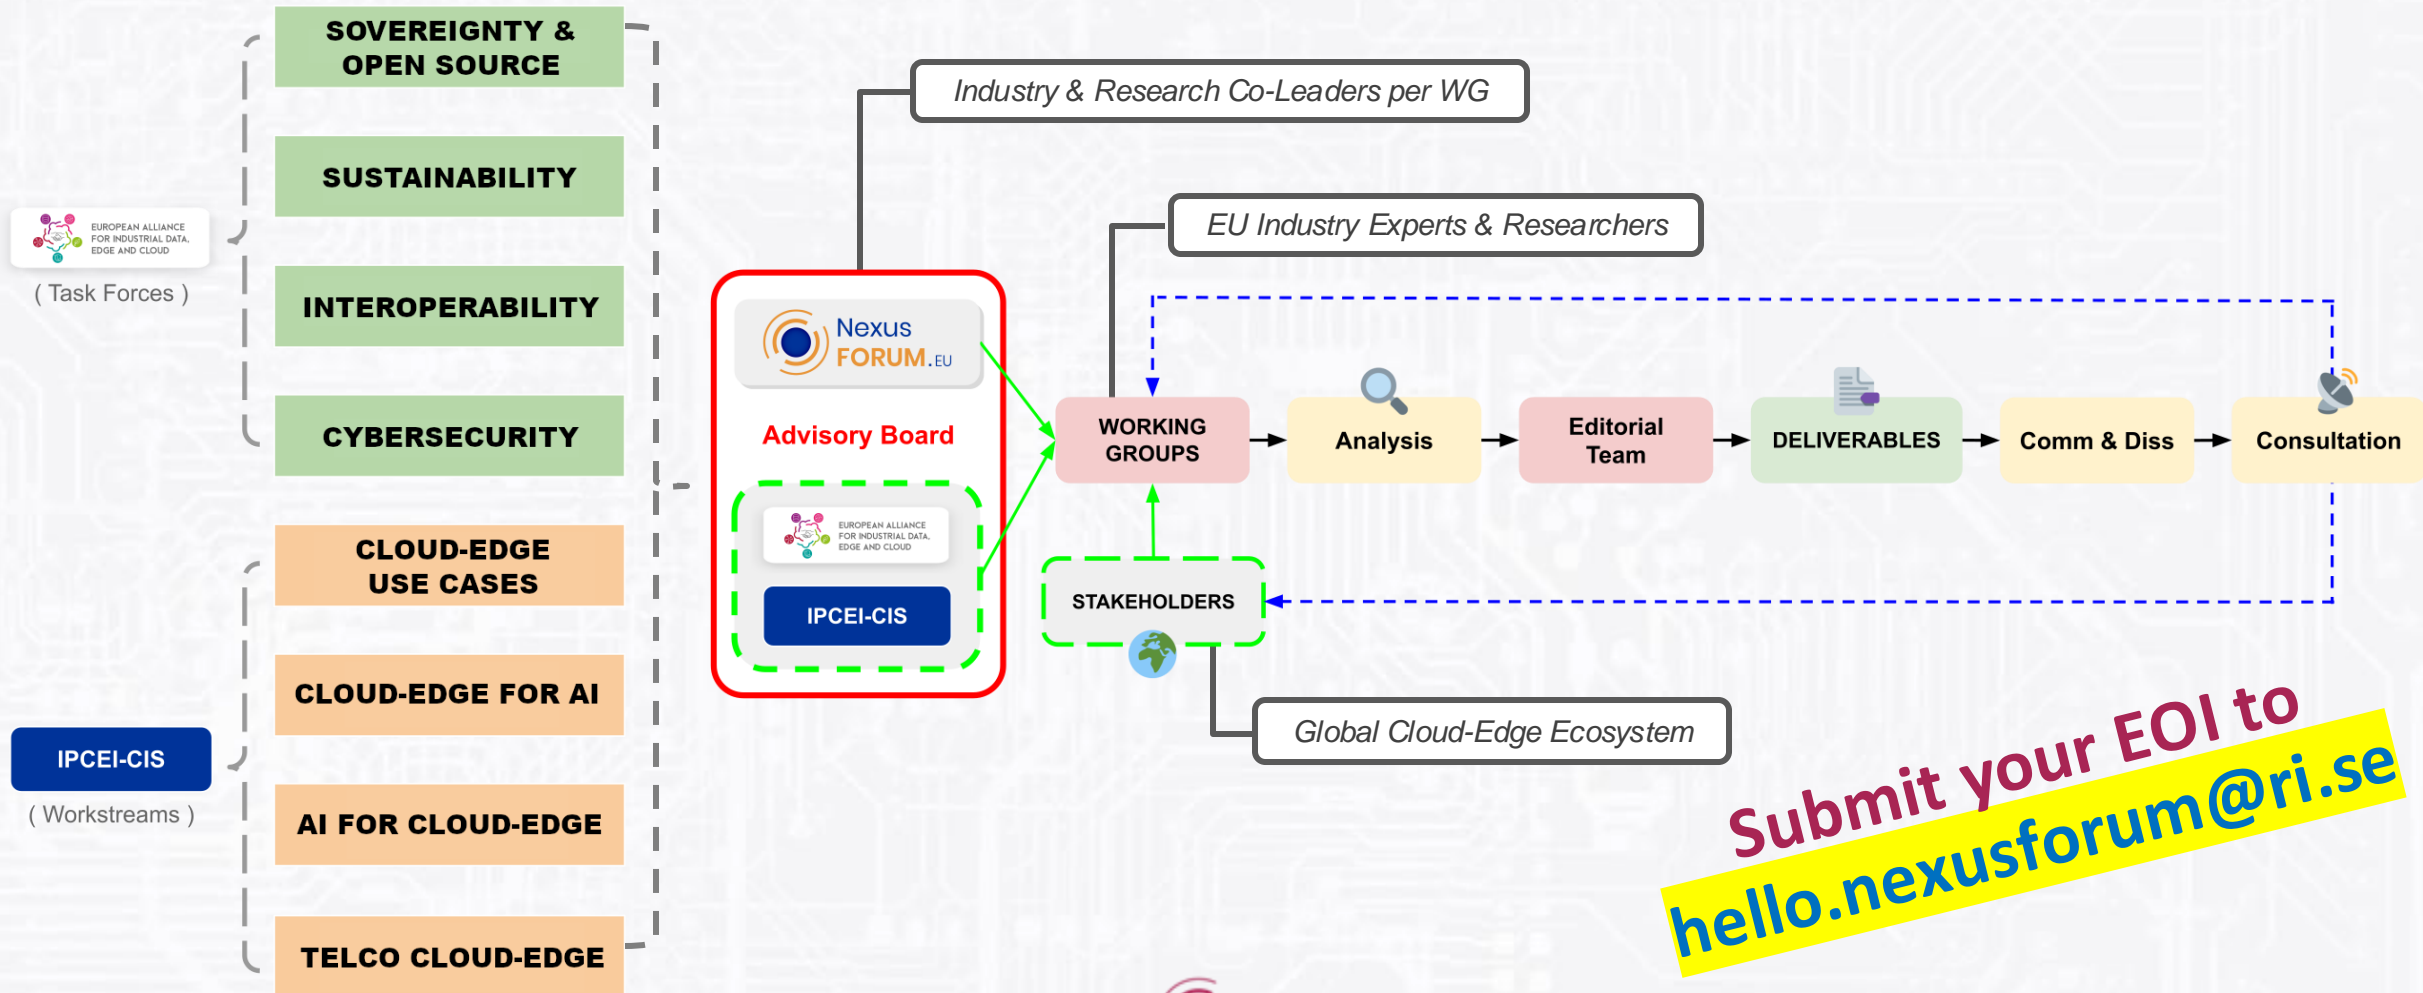 SOVEREIGNTY &
OPEN SOURCE
SUSTAINABILITY
EUROPEAN ALLIANCE
FOR INDUSTRIAL DATA,
EDGE AND CLOUD
( Task Forces )
INTEROPERABILITY
CYBERSECURITY
CLOUD-EDGE
USE CASES
CLOUD-EDGE FOR AI
IPCEI-CIS
( Workstreams )
AI FOR CLOUD-EDGE
TELCO CLOUD-EDGE
Industry & Research Co-Leaders per WG
EU Industry Experts & Researchers
Nexus
FORUM.EU
Advisory Board
EUROPEAN ALLIANCE
FOR INDUSTRIAL DATA,
EDGE AND CLOUD
IPCEI-CIS
WORKING
GROUPS
Analysis
Editorial
Team
DELIVERABLES
Comm & Diss
Consultation
STAKEHOLDERS
Global Cloud-Edge Ecosystem
Submit your EOI to
hello.nexusforum@ri.se